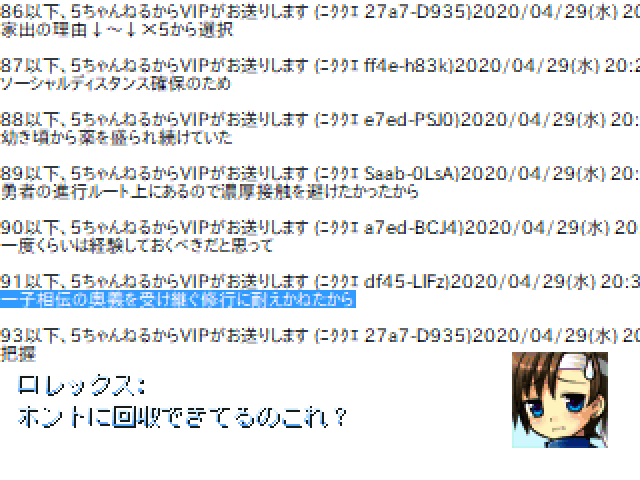 86以下、5ちゃんねるからVIPがお送りします (ﾆｸｸｴ 27a7-D935)2020/04/29(水) 20
家出の理由↓～↓×5から選択
87以下、5ちゃんねるからVIPがお送りします (ﾆｸｸｴ ff4e-h83k)2020/04/29(水) 20:2
ソーシャルディスタンス確保のため
88以下、5ちゃんねるからVIPがお送りします (ﾆｸｸｴ e7ed-PSJ0)2020/04/29(水) 20:
幼き頃から薬を盛られ続けていた
89以下、5ちゃんねるからVIPがお送りします (ﾆｸｸｴ Saab-0LsA)2020/04/29(水) 20:
勇者の進行ルート上にあるので濃厚接触を避けたかったから
90以下、5ちゃんねるからVIPがお送りします (ﾆｸｸｴ a7ed-BCJ4)2020/04/29(水) 20
一度くらいは経験しておくべきだと思って
91以下、5ちゃんねるからVIPがお送りします (ﾆｸｸｴ df45-LlFz)2020/04/29(水) 20:3
一子相伝の奥義を受け継ぐ修行に耐えかねたから
93以下、5ちゃんねるからVIPがお送りします (ﾆｸｸｴ 27a7-D935)2020/04/29(水) 20
把握
ロレックス:
ホントに回収できてるのこれ？